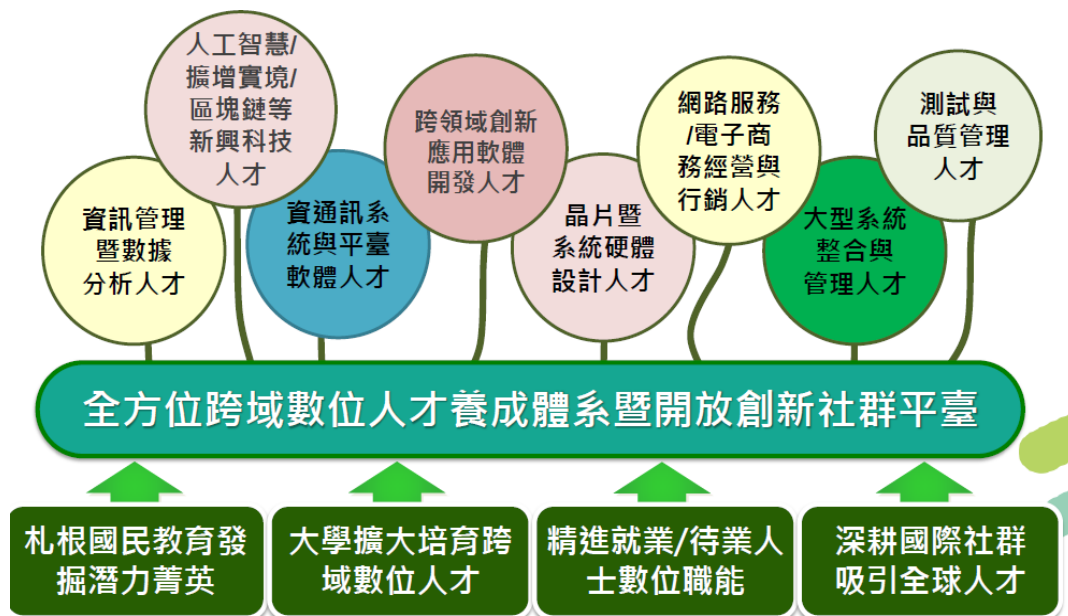 人工智慧/
擴增實境/
區塊鏈等
新興科技
人才
跨領域創新
應用軟體
開發人才
網路服務
/電子商
務經營與
行銷人才
測試與
品質管理
人才
資訊管理
暨數據
分析人才
資通訊系
統與平臺
軟體人才
晶片暨
系統硬體
設計人才
大型系統
整合與
管理人才
全方位跨域數位人才養成體系暨開放創新社群平臺
札根國民教育發
掘潛力菁英
大學擴大培育跨
域數位人才
精進就業/待業人
士數位職能
深耕國際社群
吸引全球人才